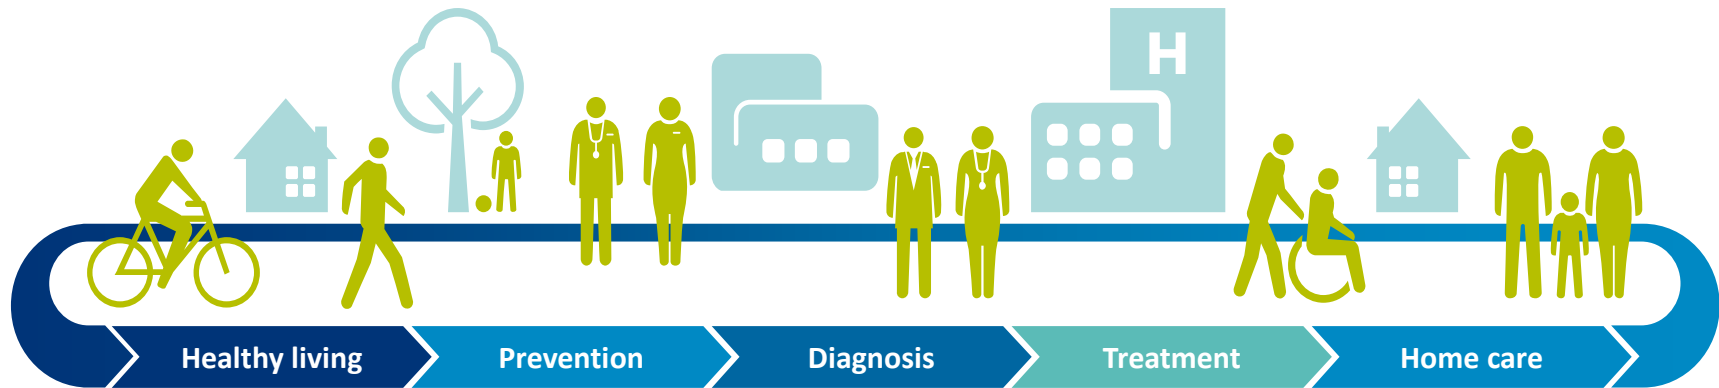 H
Healthy living
Prevention
Diagnosis
Treatment
Home care